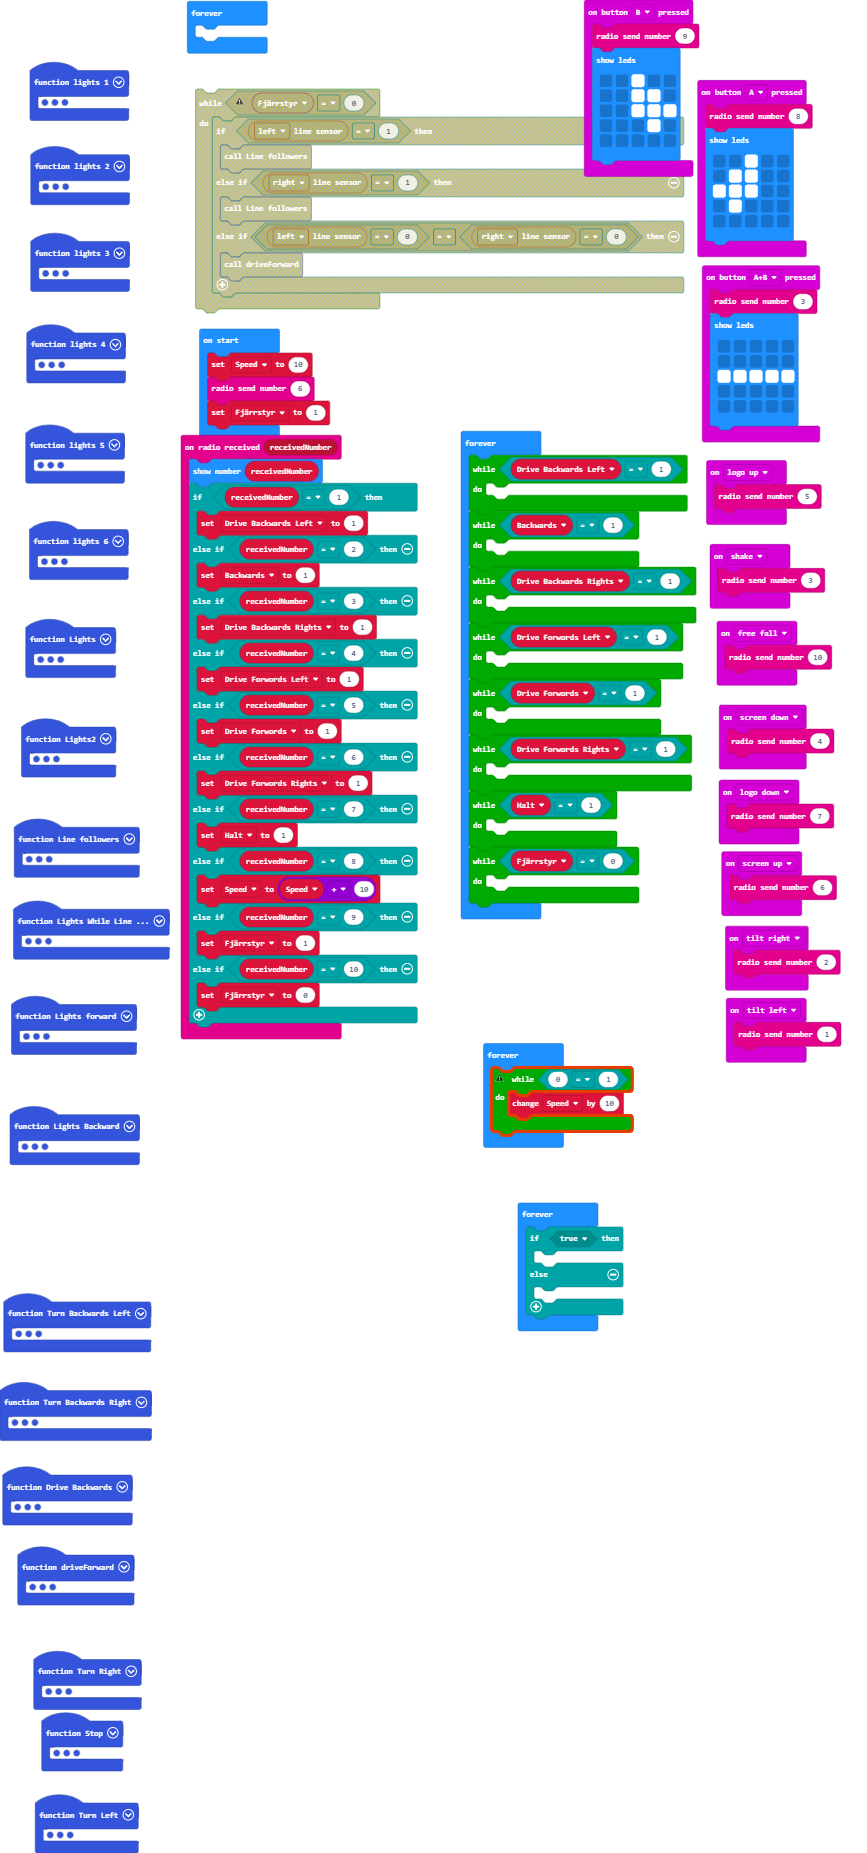 forever
function lights 1
function lights 2
function lights 3
function lights 4
function lights 5
function lights 6
function Lights
function Lights2
function Line followers
function Lights While Line ...
function Lights forward
function Lights Backward
function Turn Backwards Left
function Turn Backwards Right
function Drive Backwards
function driveForward
function Turn Right
function Stop
function Turn Left
while Fjärrstyr = 0
do
if left line sensor = 1 then
call Line followers
else if right line sensor = 1 then
call Line followers
else if left line sensor = 0 = right line sensor = 0 then
call driveForward
on start
set Speed to 10
radio send number 6
set Fjärrstyr to 1
on radio received receivedNumber
show number receivedNumber
if receivedNumber = 1 then
set Drive Backwards Left to 1
else if receivedNumber = 2 then
set Backwards to 1
else if receivedNumber = 3 then
set Drive Backwards Rights to 1
else if receivedNumber = 4 then
set Drive Forwords Left to 1
else if receivedNumber = 5 then
set Drive Forwords to 1
else if receivedNumber = 6 then
set Drive Forwords Rights to 1
else if receivedNumber = 7 then
set Halt to 1
else if receivedNumber = 8 then
set Speed to Speed + 10
else if receivedNumber = 9 then
set Fjärrstyr to 1
else if receivedNumber = 10 then
set Fjärrstyr to 0
forever
while Drive Backwards Left = 1
do
while Backwards = 1
do
while Drive Backwards Rights = 1
do
while Drive Forwords Left = 1
do
while Drive Forwords = 1
do
while Drive Forwords Rights = 1
do
while Halt = 1
do
while Fjärrstyr = 0
do
forever
while 0 = 1
do change Speed by 10
forever
if true then
else
on button B pressed
radio send number 9
show leds
on button A pressed
radio send number 8
show leds
on button A+B pressed
radio send number 3
show leds
on logo up
radio send number 5
on shake
radio send number 3
on free fall
radio send number 10
on screen down
radio send number 4
on logo down
radio send number 7
on screen up
radio send number 6
on tilt right
radio send number 2
on tilt left
radio send number 1